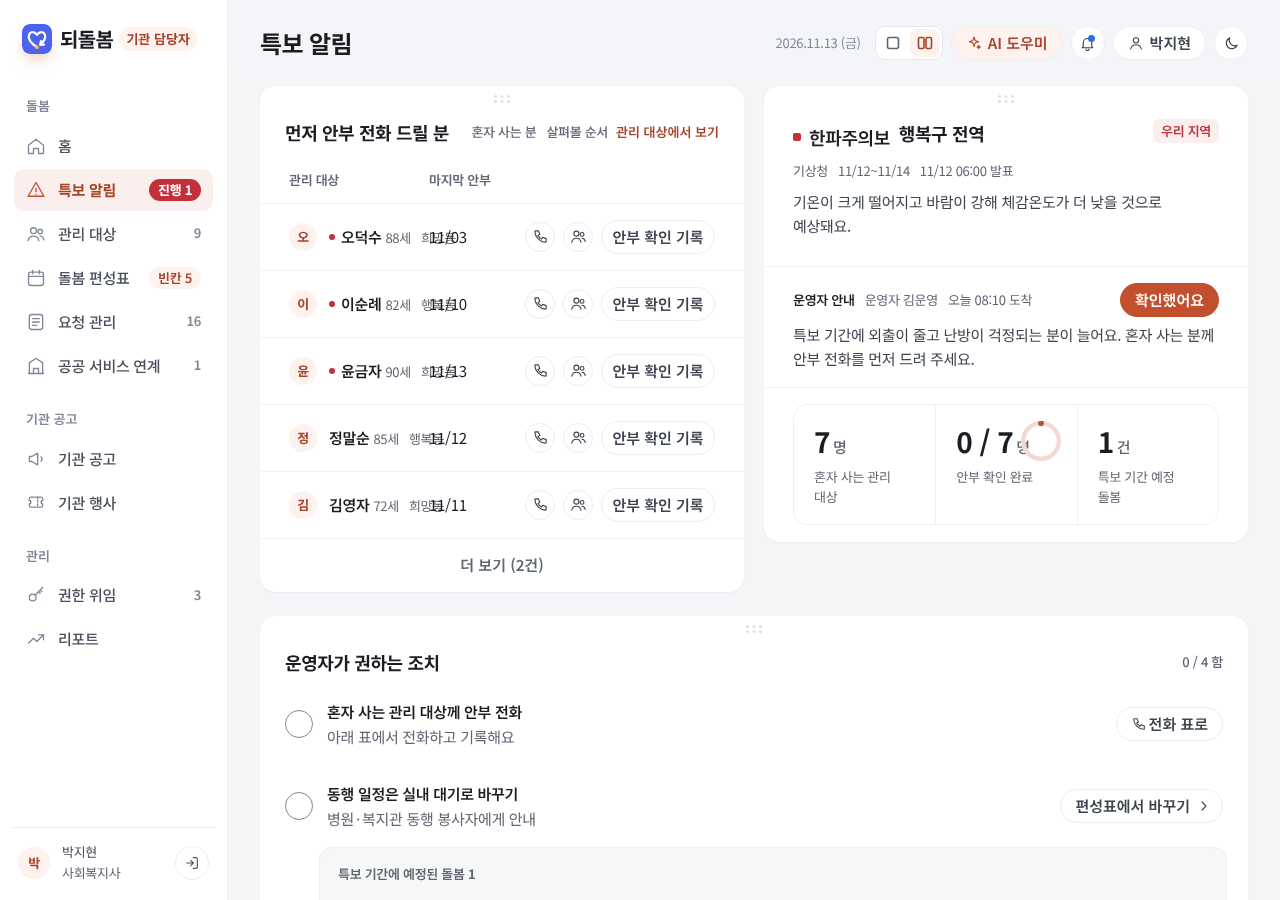 되돌봄 기관 담당자
돌봄
홈
특보 알림 진행 1
관리 대상 9
돌봄 편성표 빈칸 5
요청 관리 16
공공 서비스 연계 1
기관 공고
기관 공고
기관 행사
관리
권한 위임 3
리포트
박 박지현
사회복지사
특보 알림
2026.11.13 (금) AI 도우미 박지현
먼저 안부 전화 드릴 분 혼자 사는 분 살펴볼 순서 관리 대상에서 보기
관리 대상 마지막 안부
오 오덕수 88세 11/03 안부 확인 기록
이 이순례 82세 11/10 안부 확인 기록
윤 윤금자 90세 11/13 안부 확인 기록
정 정말순 85세 11/12 안부 확인 기록
김 김영자 72세 11/11 안부 확인 기록
더 보기 (2건)
한파주의보 행복구 전역 우리 지역
기상청 11/12~11/14 11/12 06:00 발표
기온이 크게 떨어지고 바람이 강해 체감온도가 더 낮을 것으로
예상돼요.
운영자 안내 운영자 김운영 오늘 08:10 도착 확인했어요
특보 기간에 외출이 줄고 난방이 걱정되는 분이 늘어요. 혼자 사는 분께
안부 전화를 먼저 드려 주세요.
7 명 0 / 7 명 1 건
혼자 사는 관리 안부 확인 완료 특보 기간 예정
대상 돌봄
운영자가 권하는 조치 0 / 4 함
혼자 사는 관리 대상께 안부 전화
아래 표에서 전화하고 기록해요 전화 표로
동행 일정은 실내 대기로 바꾸기
병원·복지관 동행 봉사자에게 안내 편성표에서 바꾸기
특보 기간에 예정된 돌봄 1